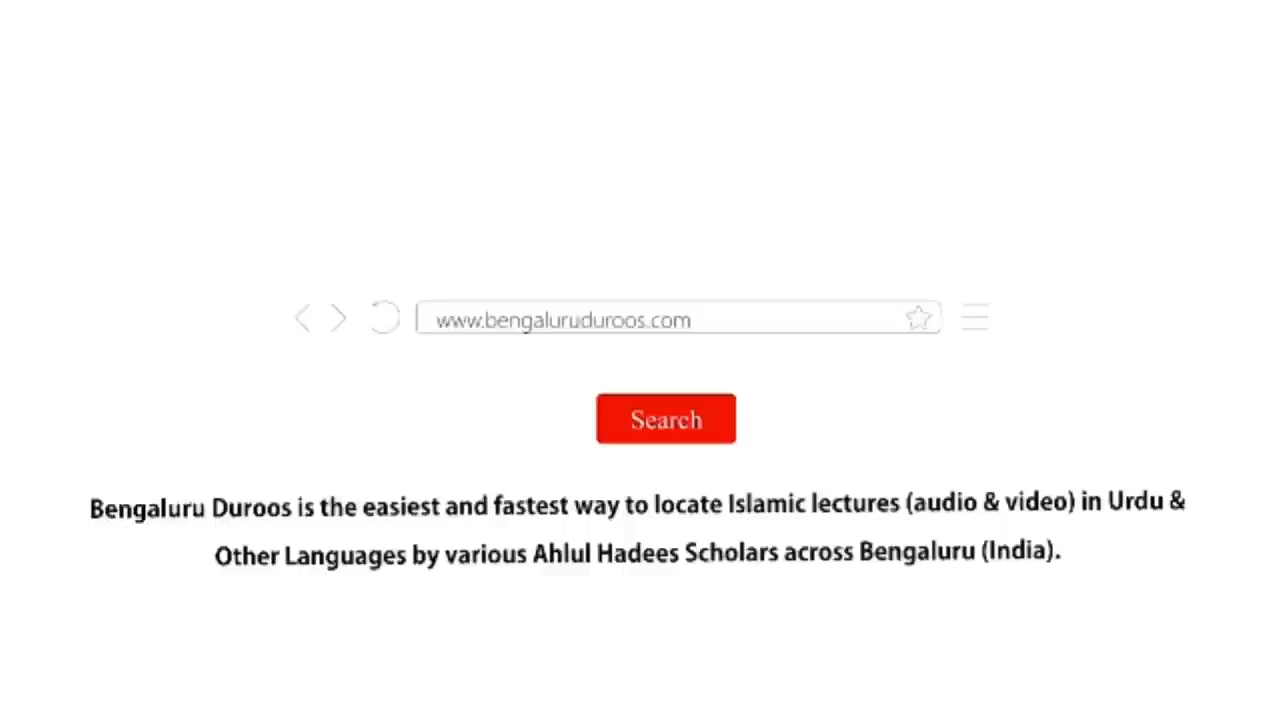 www.bengaluruduroos.com
Search
Bengaluru Duroos is the easiest and fastest way to locate Islamic lectures (audio & video) in Urdu &
Other Languages by various Ahlul Hadees Scholars across Bengaluru (India).